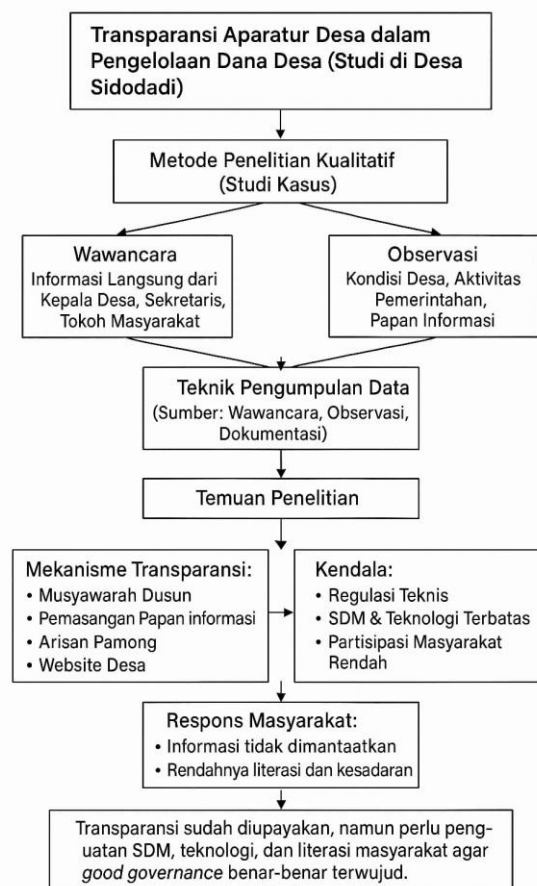 Transparansi Aparatur Desa dalam
Pengelolaan Dana Desa (Studi di Desa
Sidodadi)
Metode Penelitian Kualitatif
(Studi Kasus)
Wawancara
Informasi Langsung dari
Kepala Desa, Sekretaris,
Tokoh Masyarakat
Observasi
Kondisi Desa, Aktivitas
Pemerintahan,
Papan Informasi
Teknik Pengumpulan Data
(Sumber: Wawancara, Observasi,
Dokumentasi)
Temuan Penelitian
Mekanisme Transparansi:
• Musyawarah Dusun
• Pemasangan Papan informasi
• Arisan Pamong
• Website Desa
Kendala:
• Regulasi Teknis
• SDM & Teknologi Terbatas
• Partisipasi Masyarakat
Rendah
Respons Masyarakat:
• Informasi tidak dimantaatkan
• Rendahnya literasi dan kesadaran
Transparansi sudah diupayakan, namun perlu peng-
uatan SDM, teknologi, dan literasi masyarakat agar
good governance benar-benar terwujud.